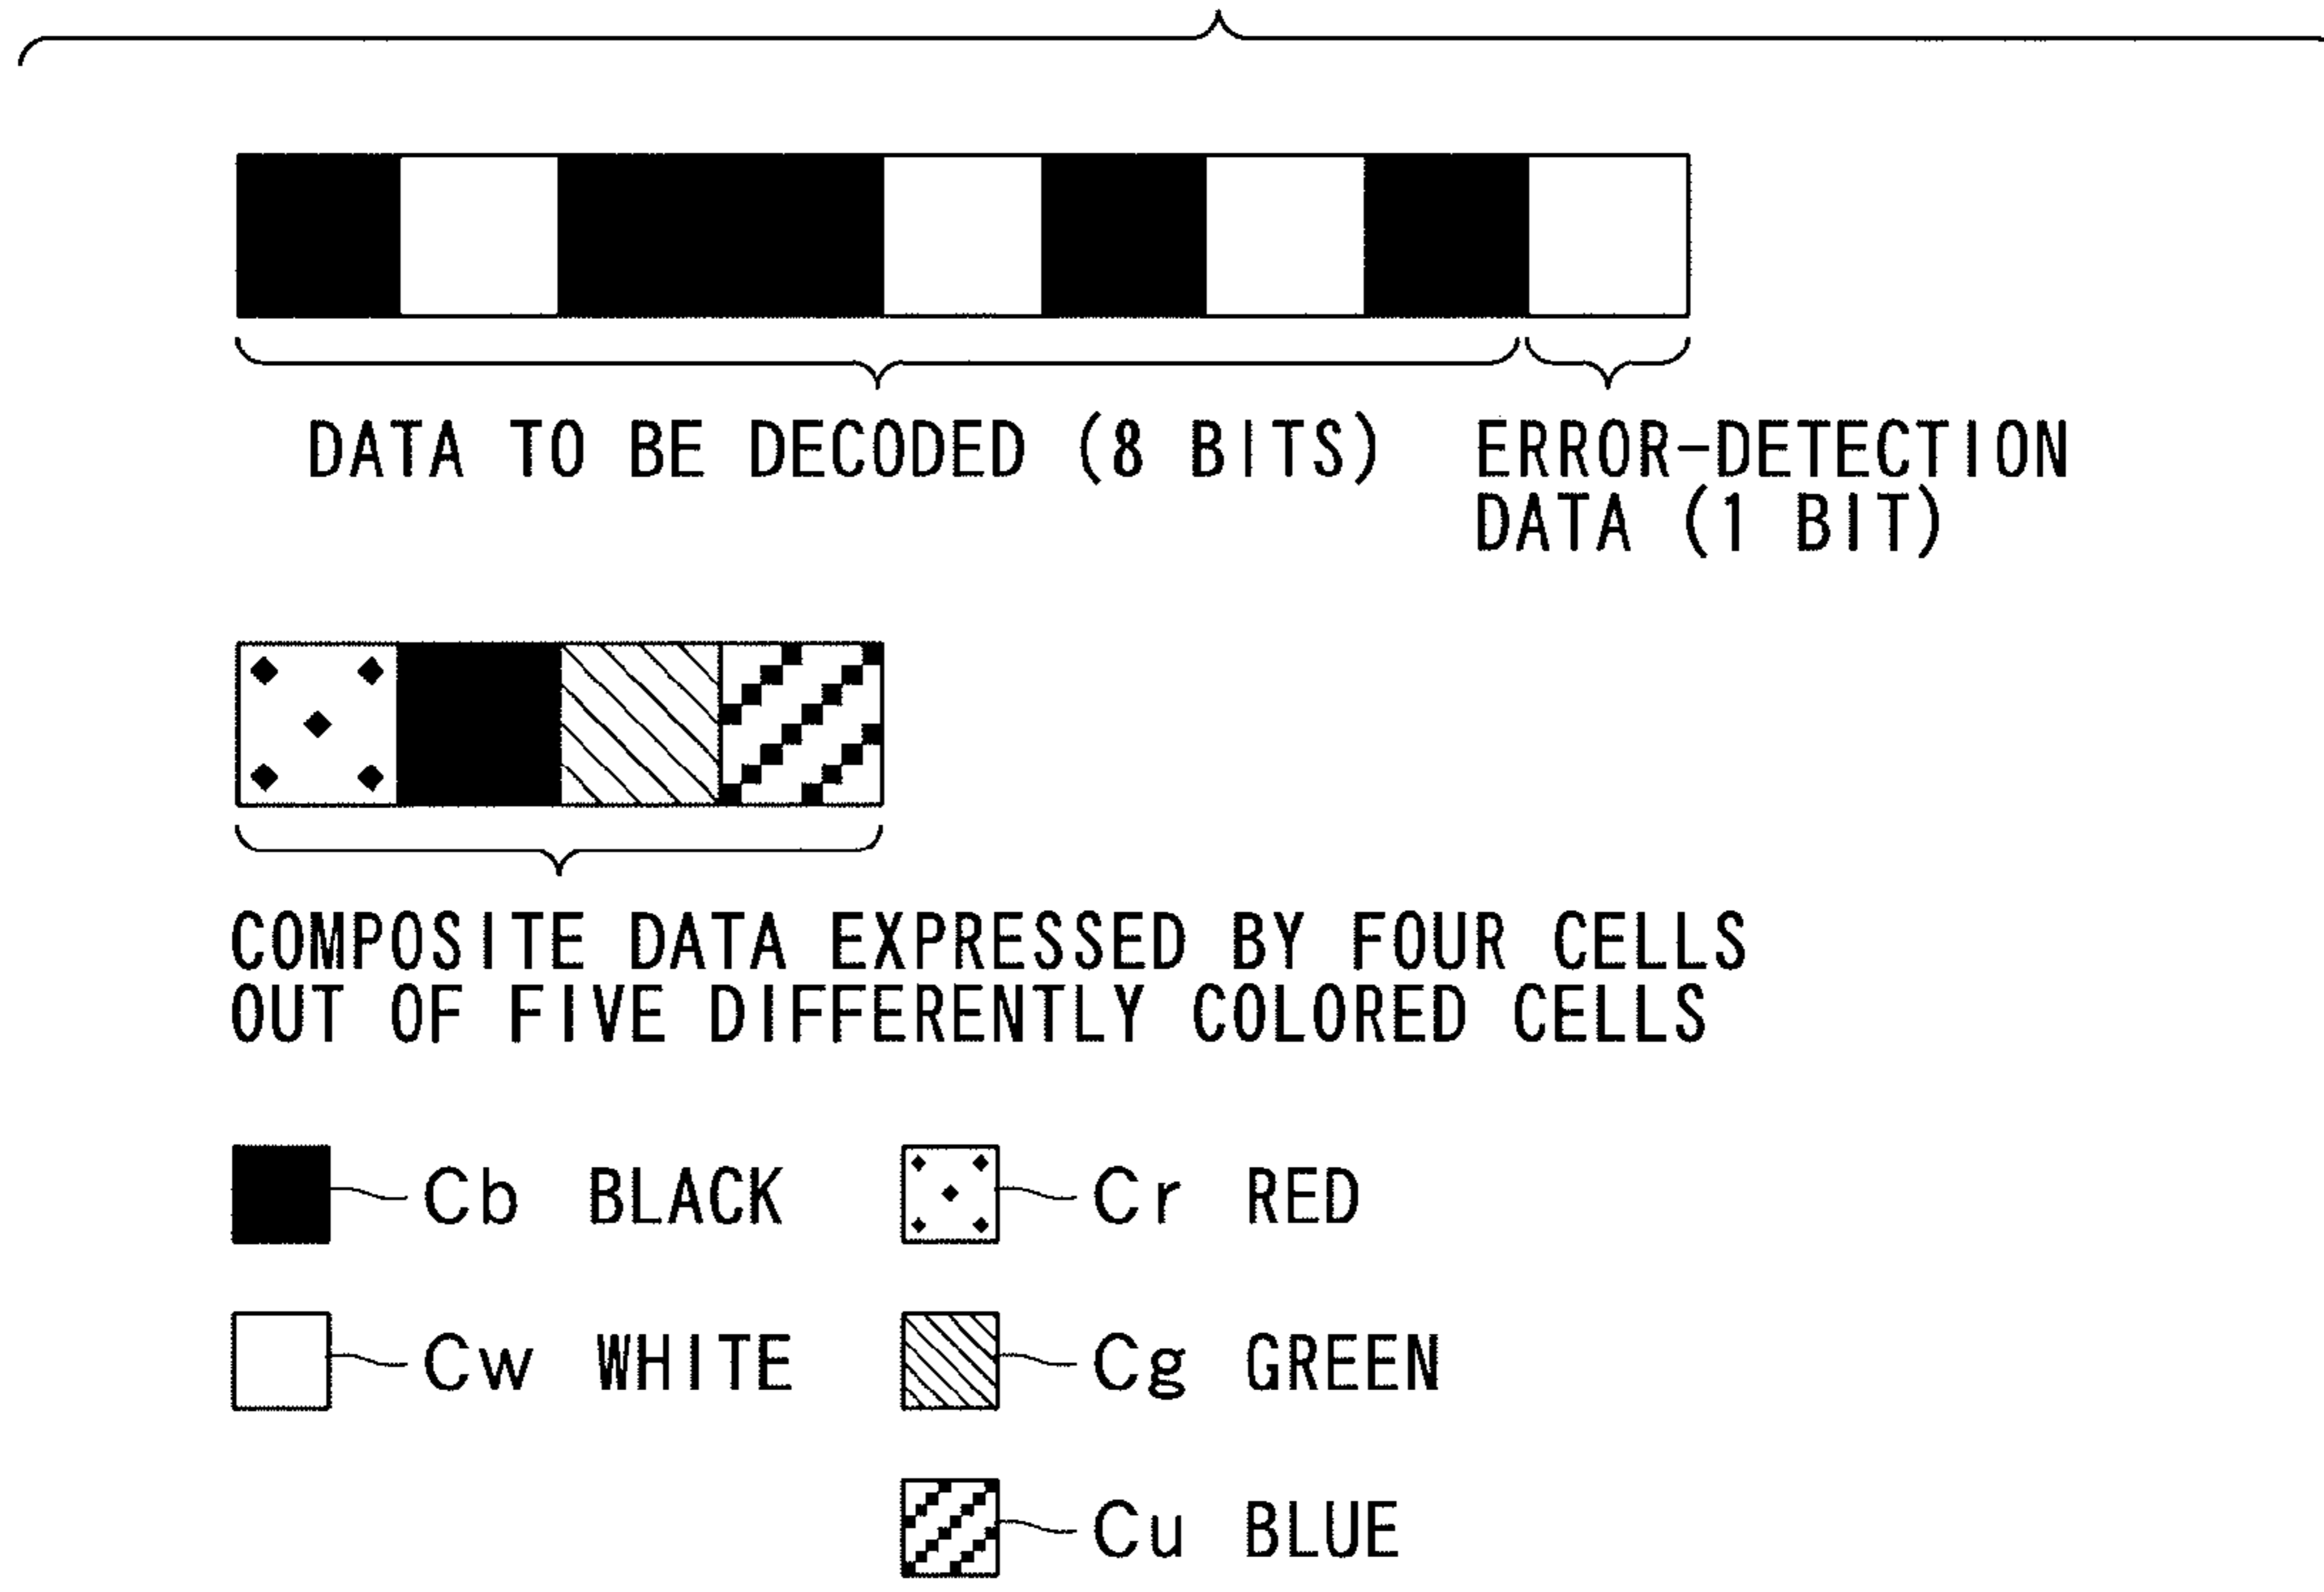 DATA TO BE DECODED (8 BITS) ERROR-DETECTION
DATA (1 BIT)
COMPOSITE DATA EXPRESSED BY FOUR CELLS
OUT OF FIVE DIFFERENTLY COLORED CELLS
Cb BLACK Cr RED
Cw WHITE Cg GREEN
Cu BLUE